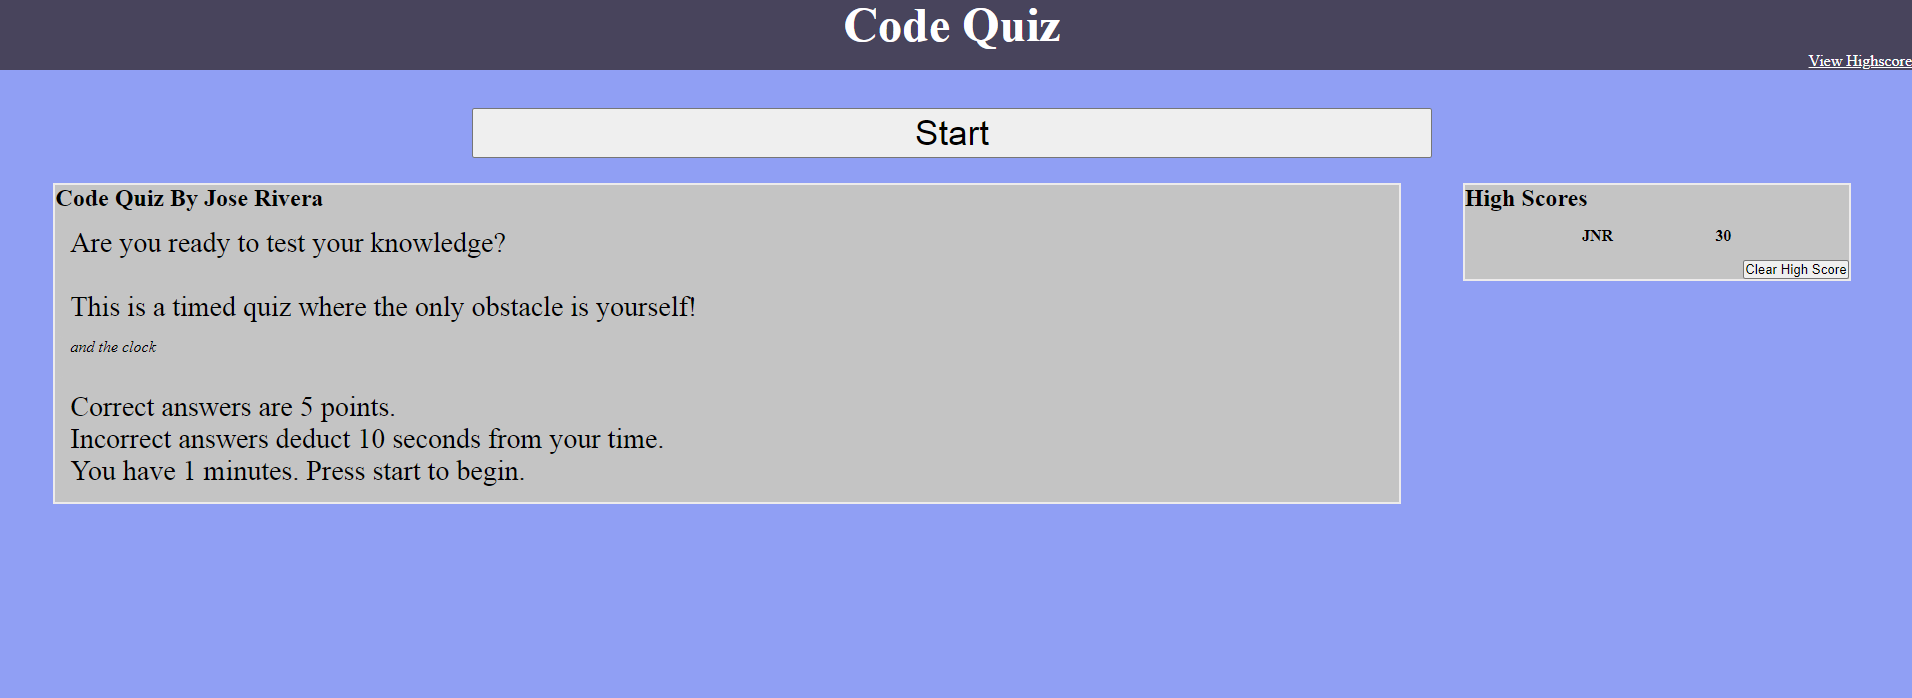 Code Quiz
View Highscore
Start
Code Quiz By Jose Rivera
Are you ready to test your knowledge?
This is a timed quiz where the only obstacle is yourself!
and the clock
Correct answers are 5 points.
Incorrect answers deduct 10 seconds from your time.
You have 1 minutes. Press start to begin.
High Scores
JNR 30
Clear High Score